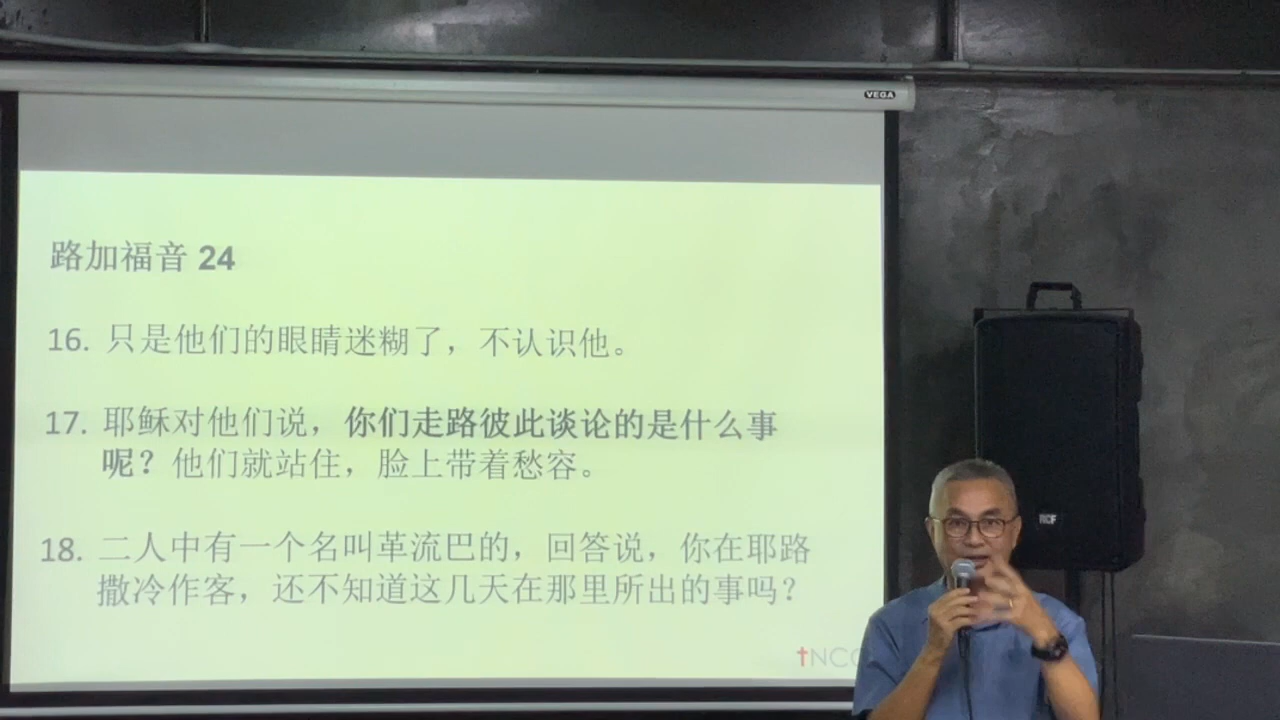 VEGA
路加福音 24
16. 只是他们的眼睛迷糊了，不认识他。
17. 耶稣对他们说，你们走路彼此谈论的是什么事
呢？他们就站住，脸上带着愁容。
18. 二人中有一个名叫革流巴的，回答说，你在耶路
撒冷作客，还不知道这几天在那里所出的事吗？
NCC
RCF